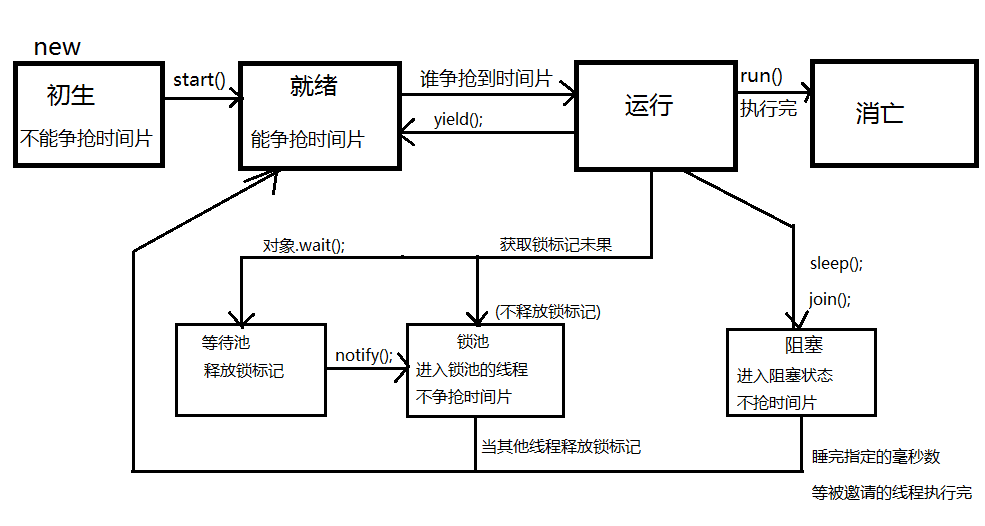 new
初生
不能争抢时间片
start()
就绪
能争抢时间片
谁争抢到时间片
yield();
运行
run()
执行完
消亡
对象.wait();
获取锁标记未果
sleep();
join();
(不释放锁标记)
等待池
释放锁标记
notify();
锁池
进入锁池的线程
不争抢时间片
阻塞
进入阻塞状态
不抢时间片
当其他线程释放锁标记
睡完指定的毫秒数
等被邀请的线程执行完